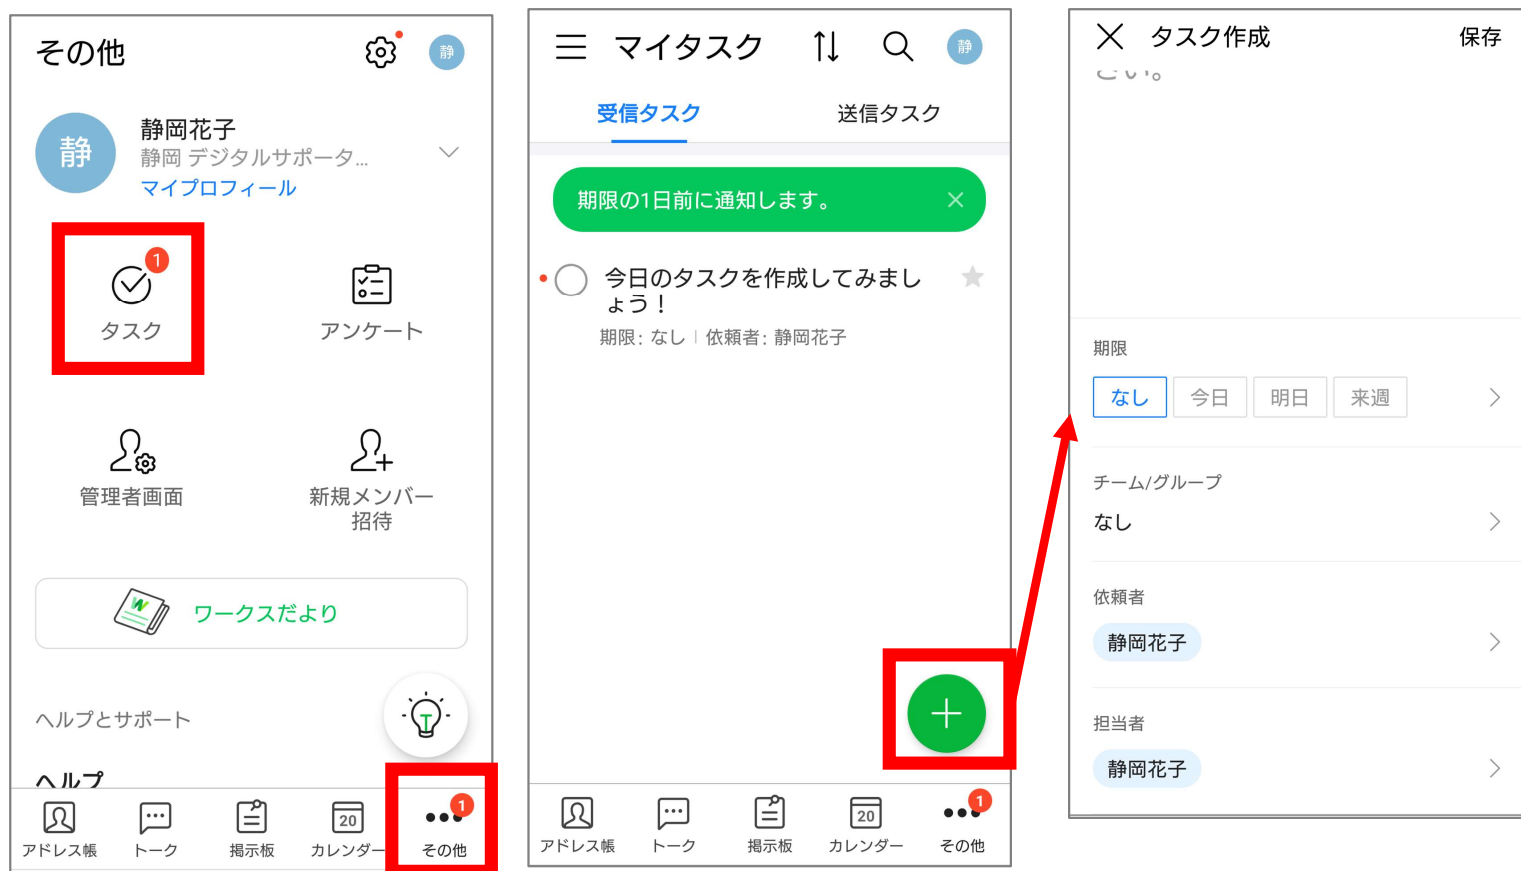 その他
静
静
静岡花子
静岡 デジタルサポータ...
マイプロフィール
1
タスク
アンケート
管理者画面
新規メンバー
招待
W
ワークスだより
ヘルプとサポート
T
ヘルプ
20
1
アドレス帳
トーク
掲示板
カレンダー
その他
マイタスク
静
受信タスク
送信タスク
期限の1日前に通知します。
今日のタスクを作成してみまし
ょう！
期限: なし | 依頼者: 静岡花子
20
1
アドレス帳
トーク
掲示板
カレンダー
その他
タスク作成
保存
さい。
期限
なし
今日
明日
来週
チーム/グループ
なし
依頼者
静岡花子
担当者
静岡花子